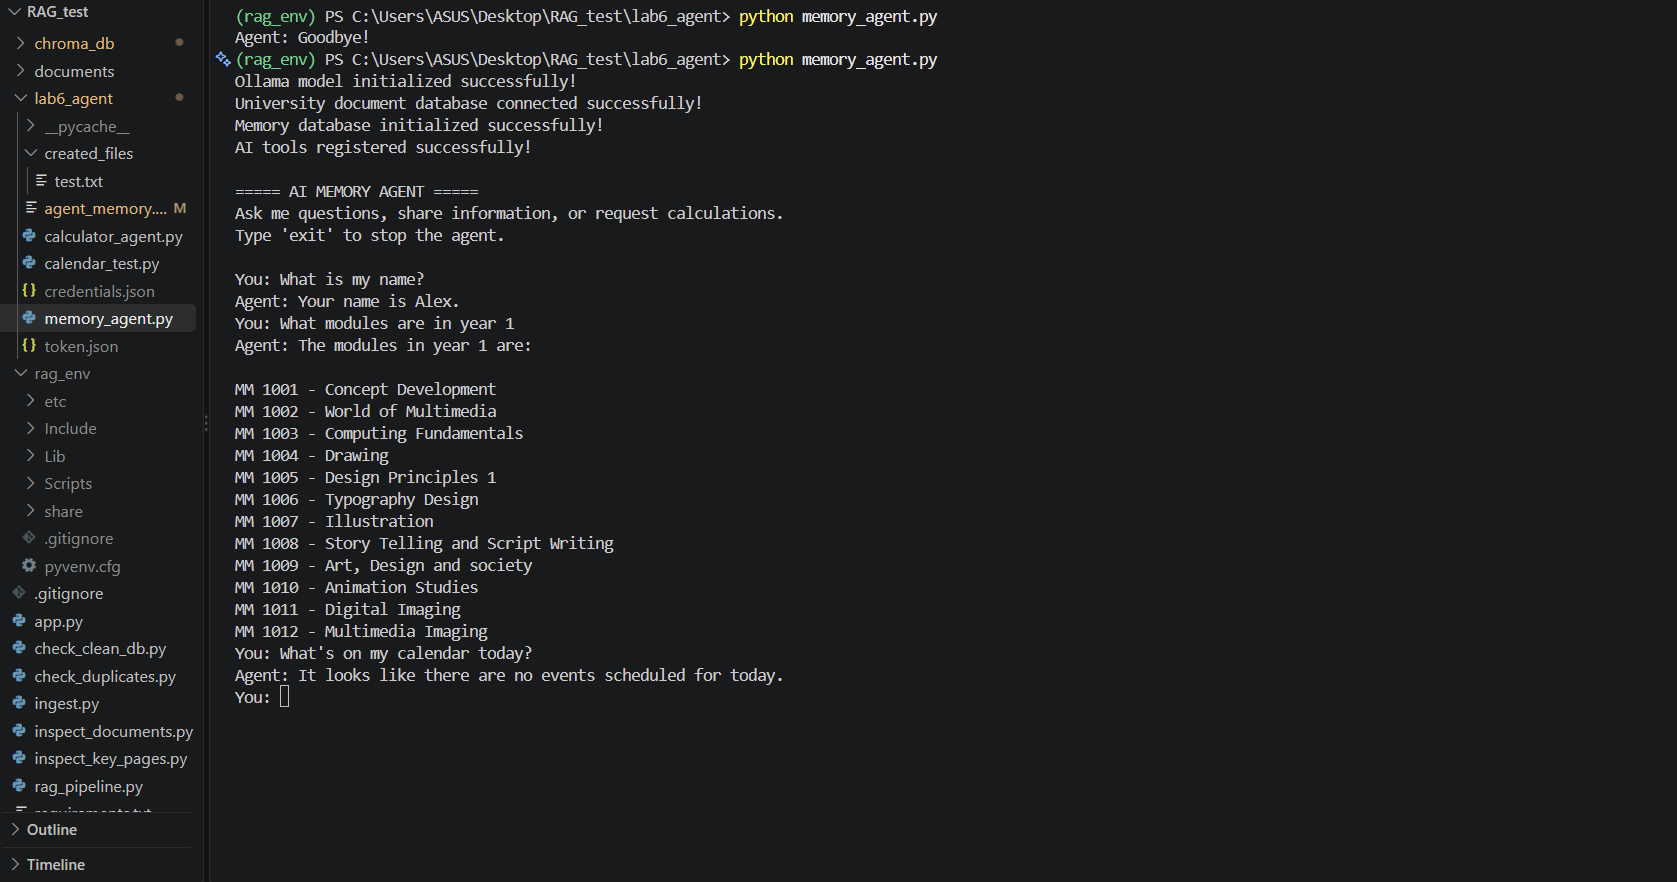 RAG_test
chroma_db
documents
lab6_agent
__pycache__
created_files
test.txt
agent_memory.... M
calculator_agent.py
calendar_test.py
{} credentials.json
memory_agent.py
{} token.json
rag_env
etc
Include
Lib
Scripts
share
.gitignore
pyvenv.cfg
.gitignore
app.py
check_clean_db.py
check_duplicates.py
ingest.py
inspect_documents.py
inspect_key_pages.py
rag_pipeline.py
Outline
Timeline
(rag_env) PS C:\Users\ASUS\Desktop\RAG_test\lab6_agent> python memory_agent.py
Agent: Goodbye!
(rag_env) PS C:\Users\ASUS\Desktop\RAG_test\lab6_agent> python memory_agent.py
Ollama model initialized successfully!
University document database connected successfully!
Memory database initialized successfully!
AI tools registered successfully!
===== AI MEMORY AGENT =====
Ask me questions, share information, or request calculations.
Type 'exit' to stop the agent.
You: What is my name?
Agent: Your name is Alex.
You: What modules are in year 1
Agent: The modules in year 1 are:
MM 1001 - Concept Development
MM 1002 - World of Multimedia
MM 1003 - Computing Fundamentals
MM 1004 - Drawing
MM 1005 - Design Principles 1
MM 1006 - Typography Design
MM 1007 - Illustration
MM 1008 - Story Telling and Script Writing
MM 1009 - Art, Design and society
MM 1010 - Animation Studies
MM 1011 - Digital Imaging
MM 1012 - Multimedia Imaging
You: What's on my calendar today?
Agent: It looks like there are no events scheduled for today.
You: